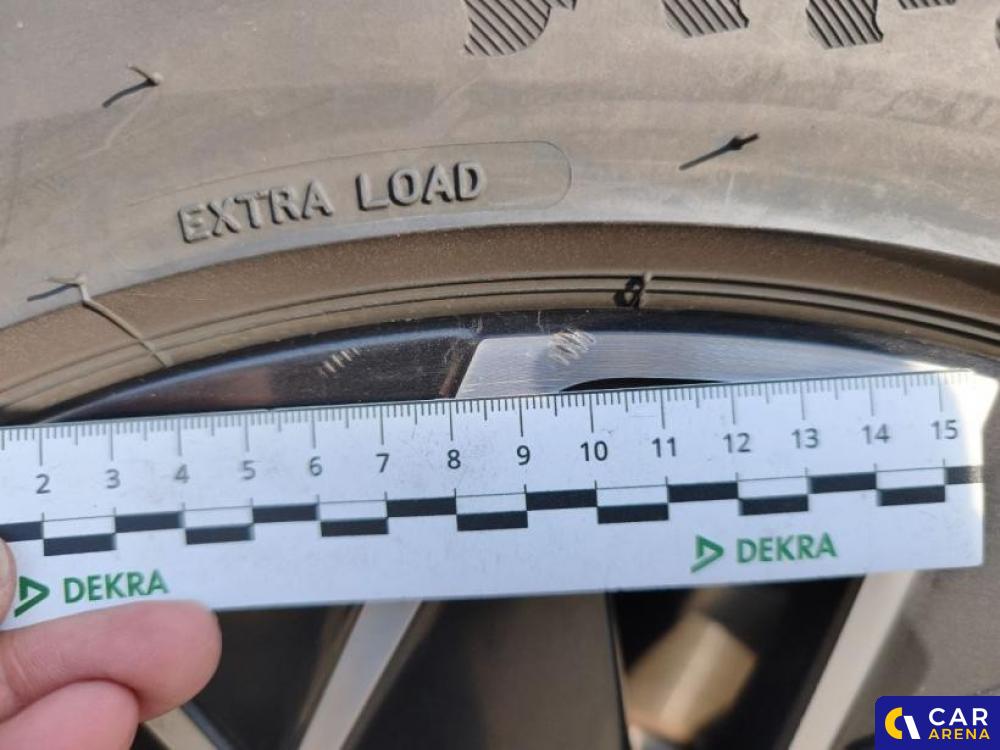 EXTRA LOAD
8
2 3 4 5 6 7 8 9 10 11 12 13 14 15
DEKRA DEKRA
CAR
ARENA